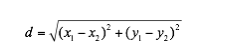 d = √((x₁ − x₂)² + (y₁ − y₂)²)